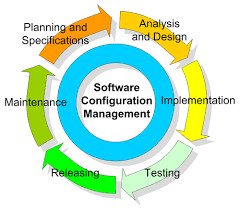 Planning and
Specifications
Analysis
and Design
Software
Configuration
Management
Maintenance
Implementation
Releasing
Testing